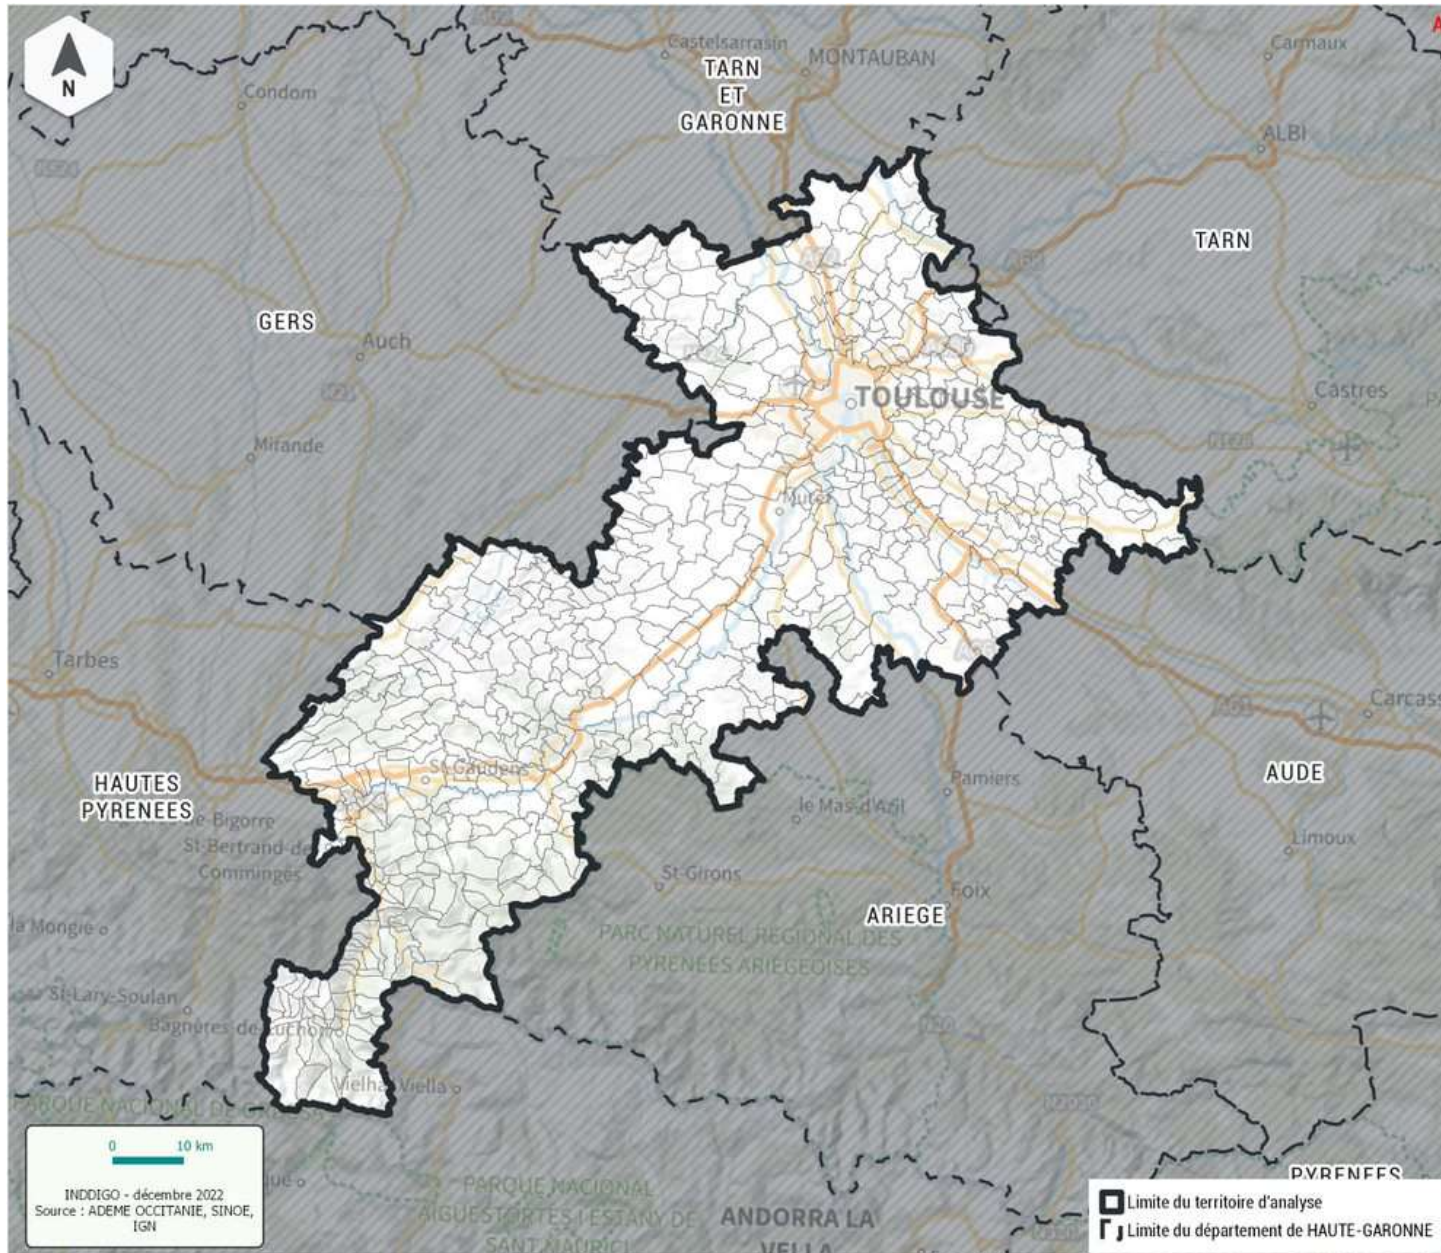 A
N
Castelsarrasin
MONTAUBAN
Carmaux
TARN
ET
GARONNE
Condom
ALBI
TARN
GERS
Auch
TOULOUSE
Castres
Mirande
Muret
Tarbes
Carcass
HAUTES
PYRENEES
St-Gaudens
Pamiers
AUDE
le Mas-d'Azil
e-Bigorre
St-Bertrand-de
Comminges
Limoux
St-Girons
Foix
ARIEGE
la Mongie
PARC NATUREL REGIONAL DES
PYRENEES ARIEGEOISES
St-Lary-Soulan
Bagnères-de-Luchon
Vielha Viella
0 10 km
INDDIGO - décembre 2022
Source : ADEME OCCITANIE, SINOE,
IGN
que
PARQUE NACIONAL
ANDORRA LA
VELLA
PYRENEES
Limite du territoire d'analyse
Limite du département de HAUTE-GARONNE